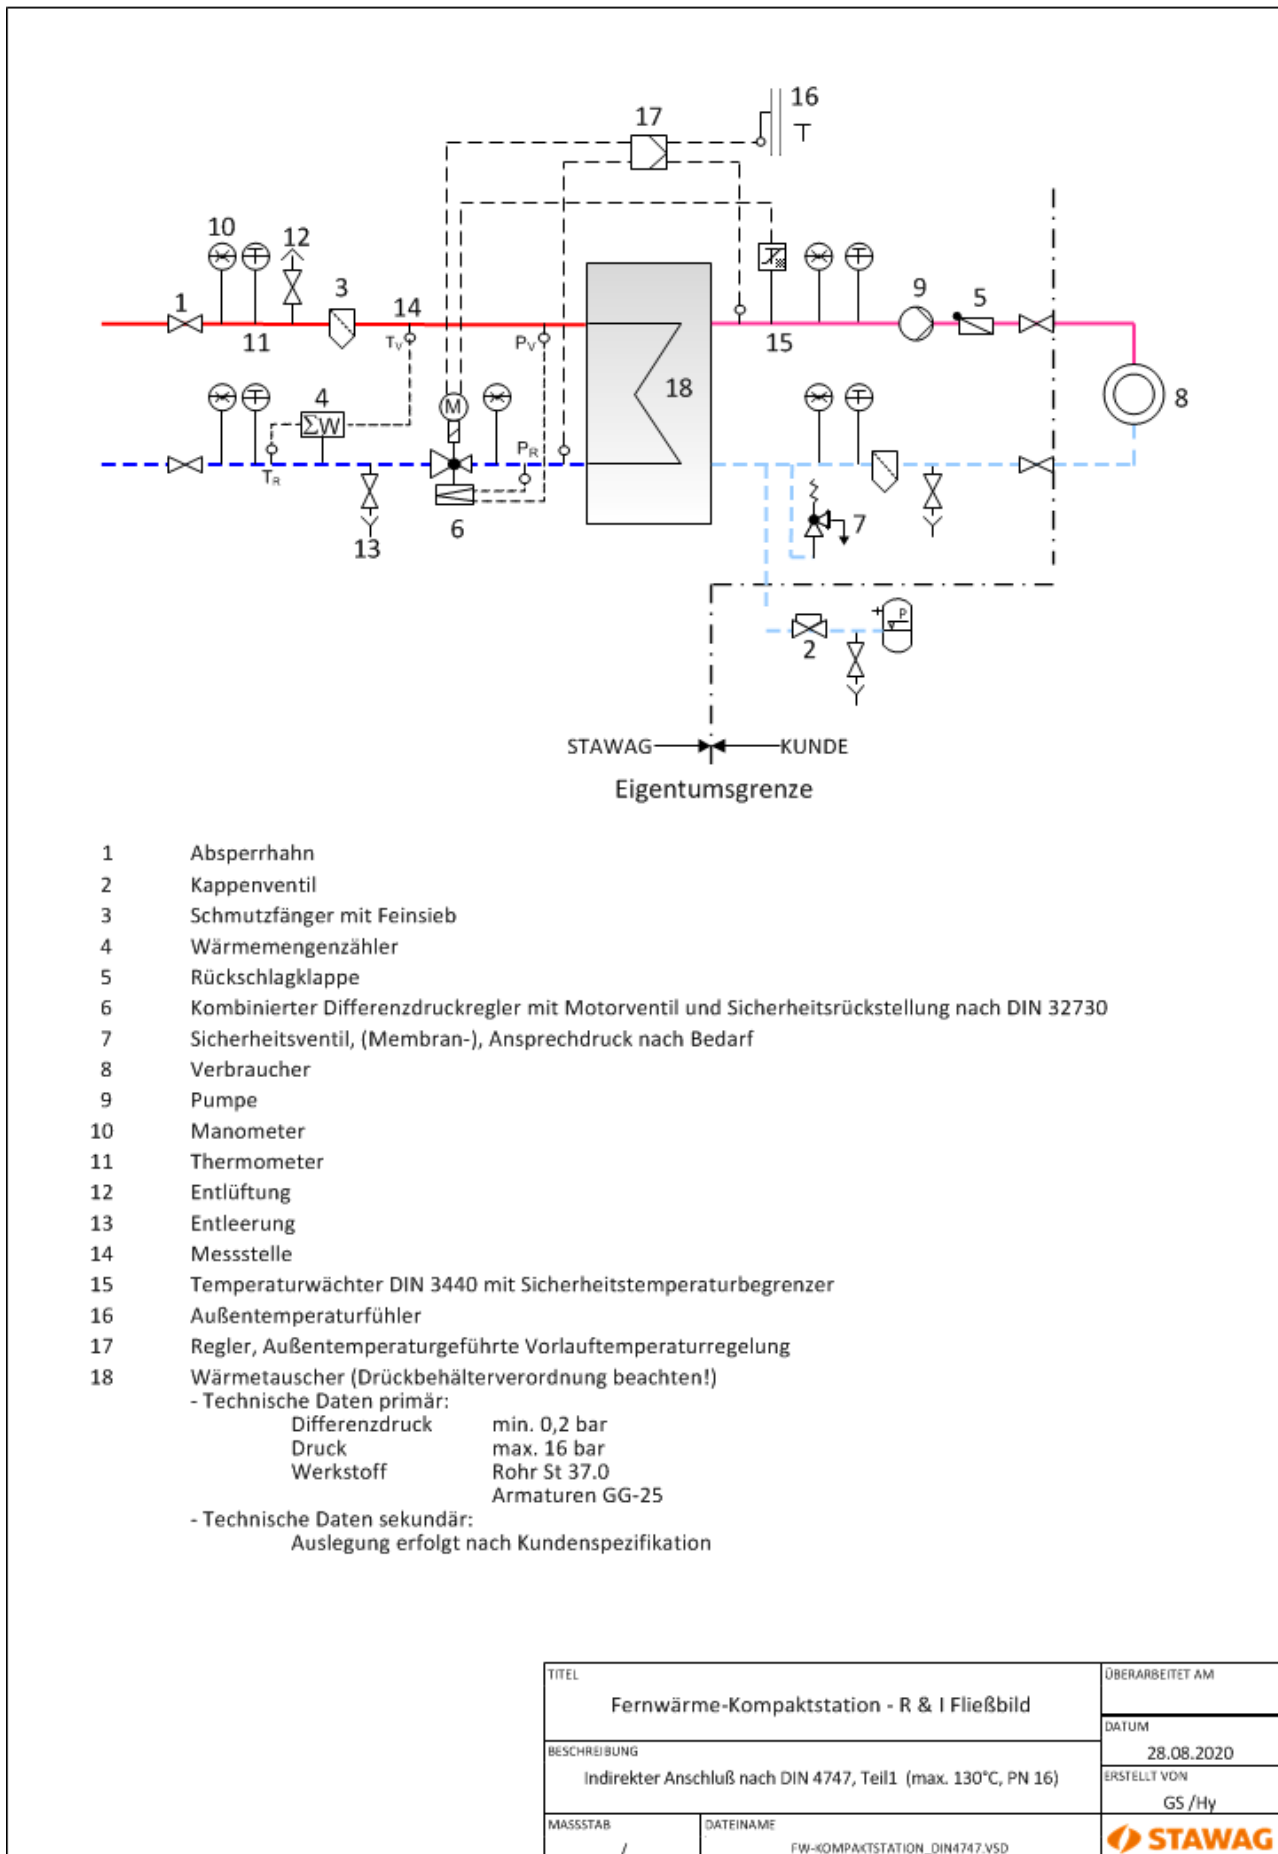 16
17
T
10
12
T
T
1
3
14
9
5
11
TV
PV
15
4
M
18
8
T
T
ΣW
PR
TR
6
7
13
P
2
STAWAG KUNDE
Eigentumsgrenze
1 Absperrhahn
2 Kappenventil
3 Schmutzfänger mit Feinsieb
4 Wärmemengenzähler
5 Rückschlagklappe
6 Kombinierter Differenzdruckregler mit Motorventil und Sicherheitsrückstellung nach DIN 32730
7 Sicherheitsventil, (Membran-), Ansprechdruck nach Bedarf
8 Verbraucher
9 Pumpe
10 Manometer
11 Thermometer
12 Entlüftung
13 Entleerung
14 Messstelle
15 Temperaturwächter DIN 3440 mit Sicherheitstemperaturbegrenzer
16 Außentemperaturfühler
17 Regler, Außentemperaturgeführte Vorlauftemperaturregelung
18 Wärmetauscher (Drückbehälterverordnung beachten!)
- Technische Daten primär:
Differenzdruck min. 0,2 bar
Druck max. 16 bar
Werkstoff Rohr St 37.0
Armaturen GG-25
- Technische Daten sekundär:
Auslegung erfolgt nach Kundenspezifikation
TITEL
Fernwärme-Kompaktstation - R & I Fließbild
ÜBERARBEITET AM
DATUM
28.08.2020
BESCHREIBUNG
Indirekter Anschluß nach DIN 4747, Teil1 (max. 130°C, PN 16)
ERSTELLT VON
GS /Hy
MASSSTAB
/
DATEINAME
FW-KOMPAKTSTATION_DIN4747.VSD
STAWAG